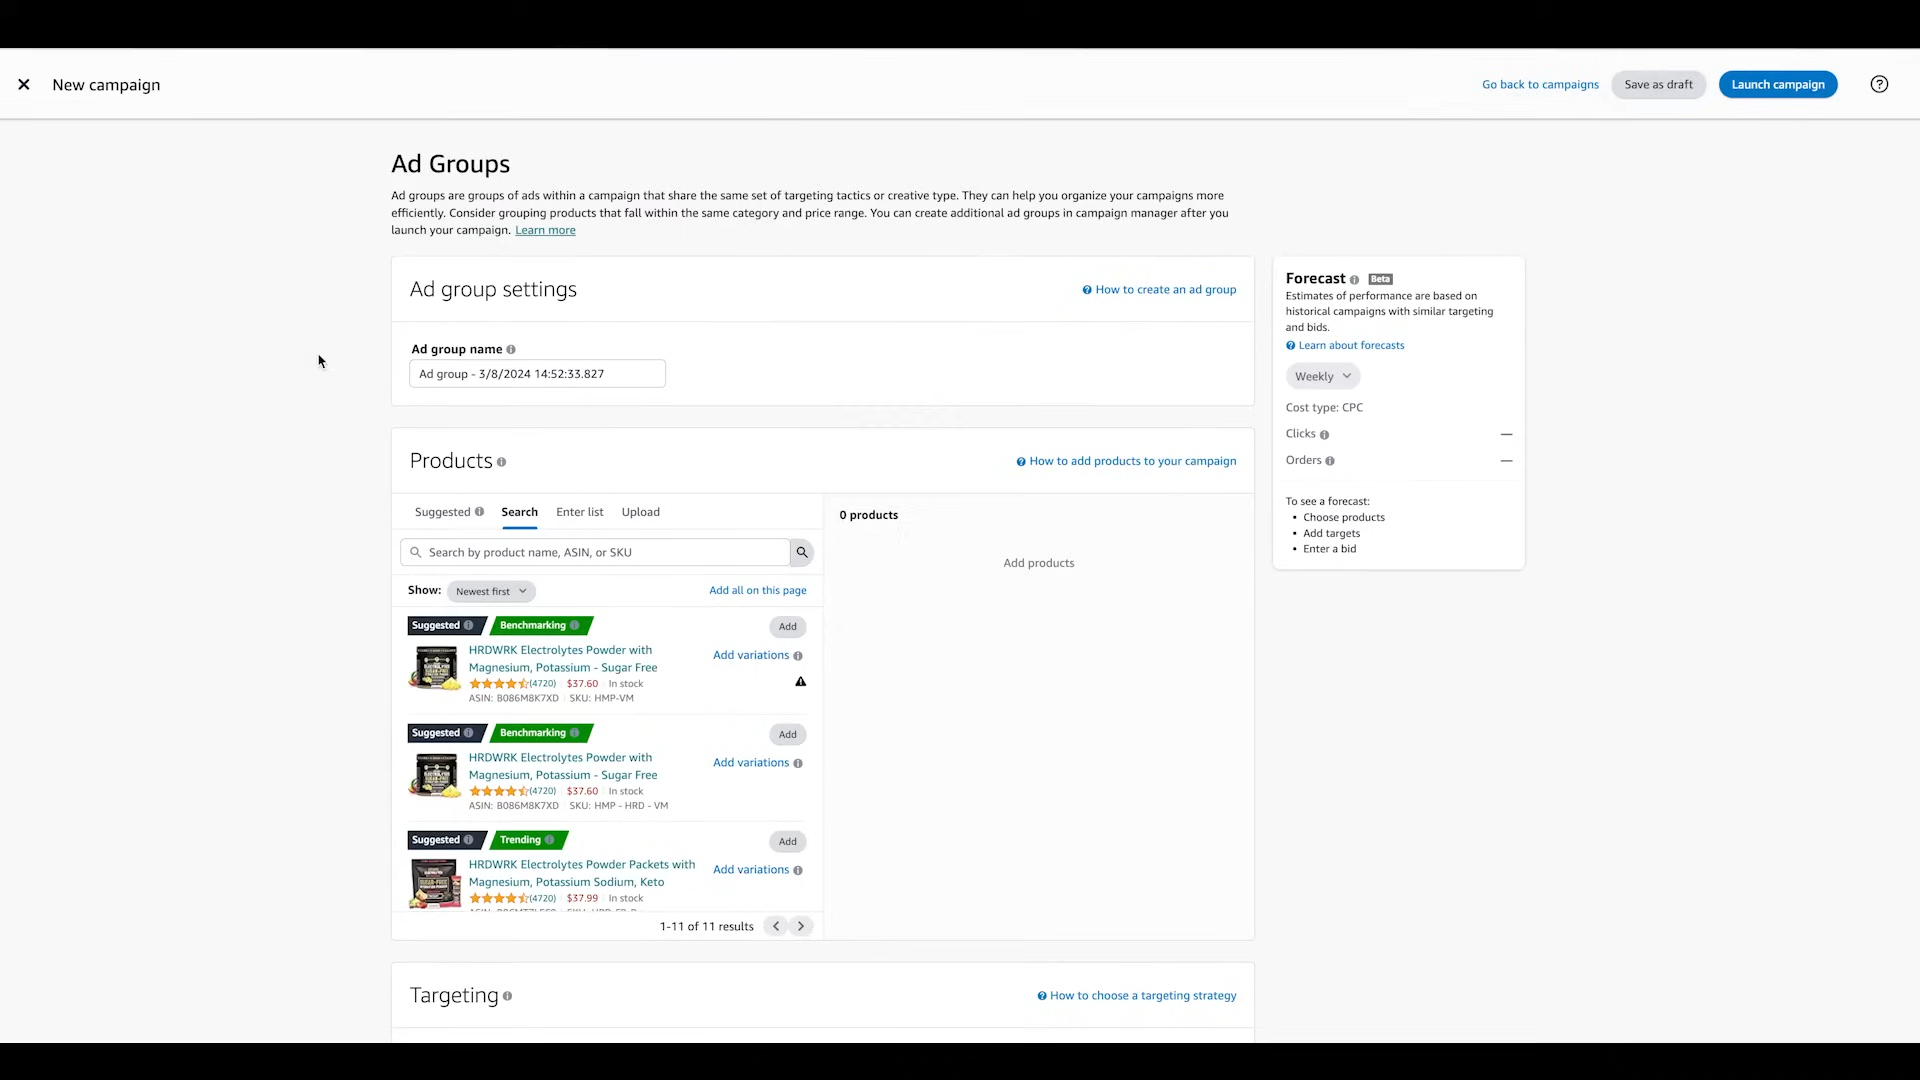 New campaign
Go back to campaigns
Save as draft
Launch campaign
Ad Groups
Ad groups are groups of ads within a campaign that share the same set of targeting tactics or creative type. They can help you organize your campaigns more
efficiently. Consider grouping products that fall within the same category and price range. You can create additional ad groups in campaign manager after you
launch your campaign. Learn more
Ad group settings
How to create an ad group
Ad group name
Ad group - 3/8/2024 14:52:33.827
Products
How to add products to your campaign
Suggested
Search
Enter list
Upload
Search by product name, ASIN, or SKU
Show: Newest first
Add all on this page
Suggested
Benchmarking
Add
HRDWRK Electrolytes Powder with
Magnesium, Potassium - Sugar Free
Add variations
(4720) $37.60 In stock
ASIN: B086M8K7XD SKU: HMP-VM
Suggested
Benchmarking
Add
HRDWRK Electrolytes Powder with
Magnesium, Potassium - Sugar Free
Add variations
(4720) $37.60 In stock
ASIN: B086M8K7XD SKU: HMP - HRD - VM
Suggested
Trending
Add
HRDWRK Electrolytes Powder Packets with
Magnesium, Potassium Sodium, Keto
Add variations
(4720) $37.99 In stock
1-11 of 11 results
0 products
Add products
Forecast Beta
Estimates of performance are based on
historical campaigns with similar targeting
and bids.
Learn about forecasts
Weekly
Cost type: CPC
Clicks —
Orders —
To see a forecast:
• Choose products
• Add targets
• Enter a bid
Targeting
How to choose a targeting strategy